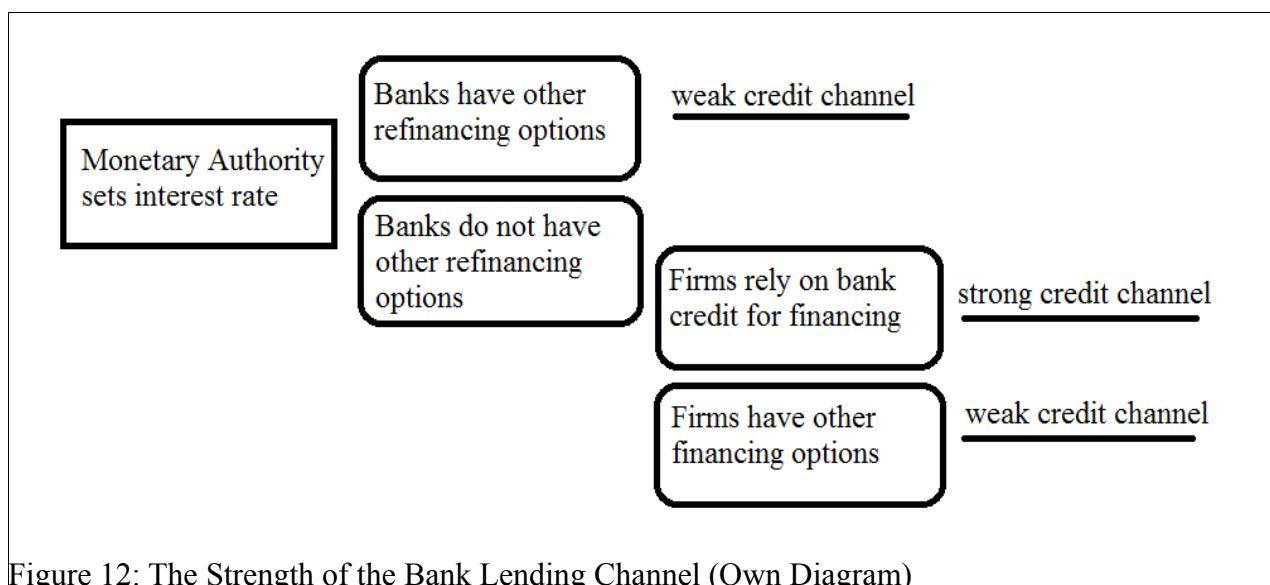 Monetary Authority
sets interest rate
Banks have other
refinancing options
weak credit channel
Banks do not have
other refinancing
options
Firms rely on bank
credit for financing
strong credit channel
Firms have other
financing options
weak credit channel
Figure 12: The Strength of the Bank Lending Channel (Own Diagram)